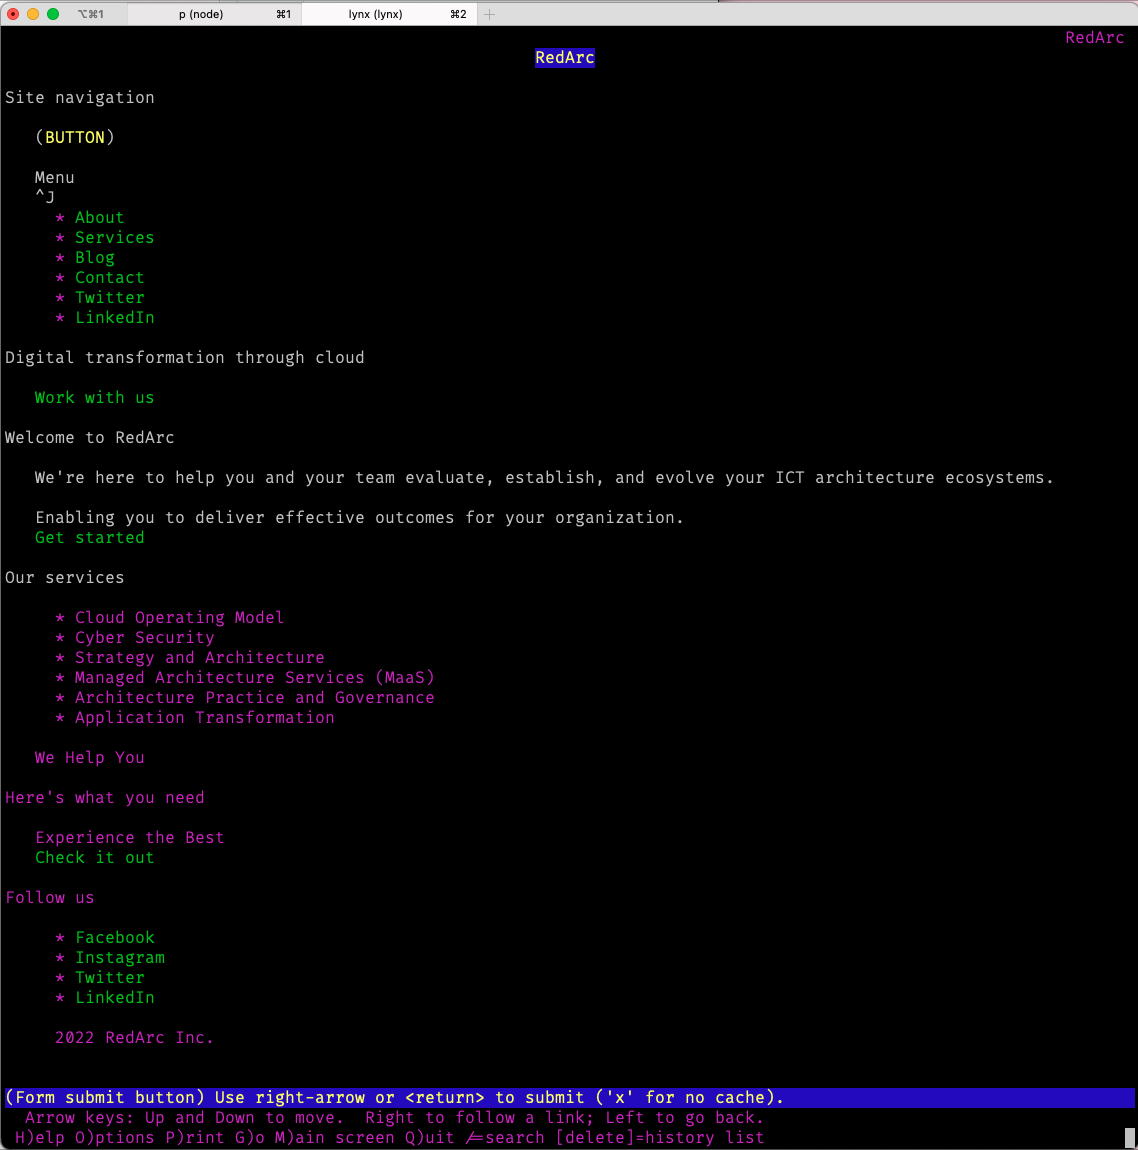 ⌥⌘1 p (node) ⌘1 lynx (lynx) ⌘2 +
RedArc
RedArc
Site navigation
(BUTTON)
Menu
^J
* About
* Services
* Blog
* Contact
* Twitter
* LinkedIn
Digital transformation through cloud
Work with us
Welcome to RedArc
We're here to help you and your team evaluate, establish, and evolve your ICT architecture ecosystems.
Enabling you to deliver effective outcomes for your organization.
Get started
Our services
* Cloud Operating Model
* Cyber Security
* Strategy and Architecture
* Managed Architecture Services (MaaS)
* Architecture Practice and Governance
* Application Transformation
We Help You
Here's what you need
Experience the Best
Check it out
Follow us
* Facebook
* Instagram
* Twitter
* LinkedIn
2022 RedArc Inc.
(Form submit button) Use right-arrow or <return> to submit ('x' for no cache).
Arrow keys: Up and Down to move. Right to follow a link; Left to go back.
H)elp O)ptions P)rint G)o M)ain screen Q)uit /=search [delete]=history list